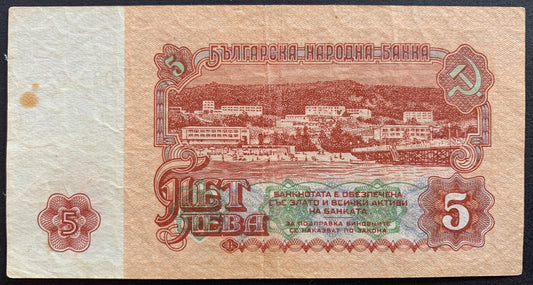 БЪЛГАРСКА НАРОДНА БАНКА
5
БАНКНОТАТА Е ОБЕЗПЕЧЕНА
СЪС ЗЛАТО И ВСИЧКИ АКТИВИ
НА БАНКАТА
ЗА ПОДПРАВКА ВИНОВНИТЕ
СЕ НАКАЗВАТ ПО ЗАКОНА
ПЕТ
ЛЕВА
5
5